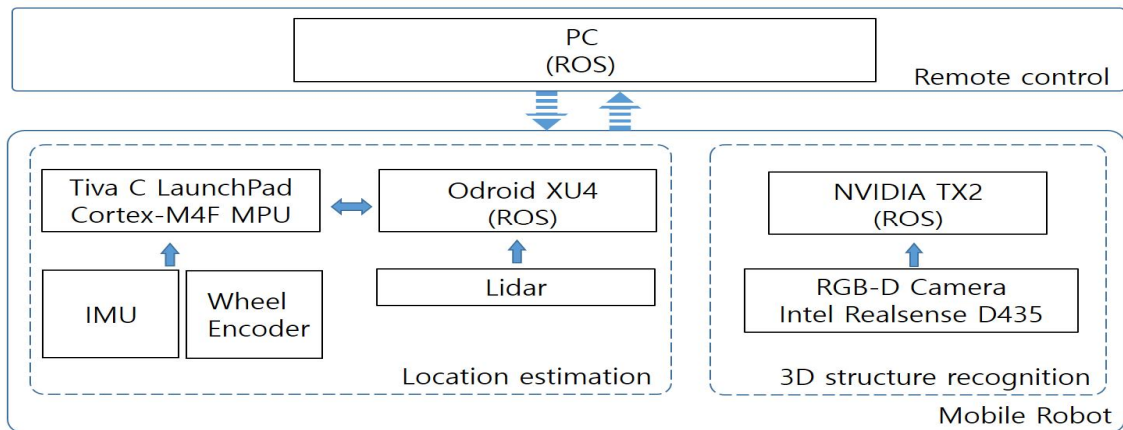 PC
(ROS)
Remote control
Tiva C LaunchPad
Cortex-M4F MPU
Odroid XU4
(ROS)
NVIDIA TX2
(ROS)
IMU
Wheel
Encoder
Lidar
RGB-D Camera
Intel Realsense D435
Location estimation
3D structure recognition
Mobile Robot